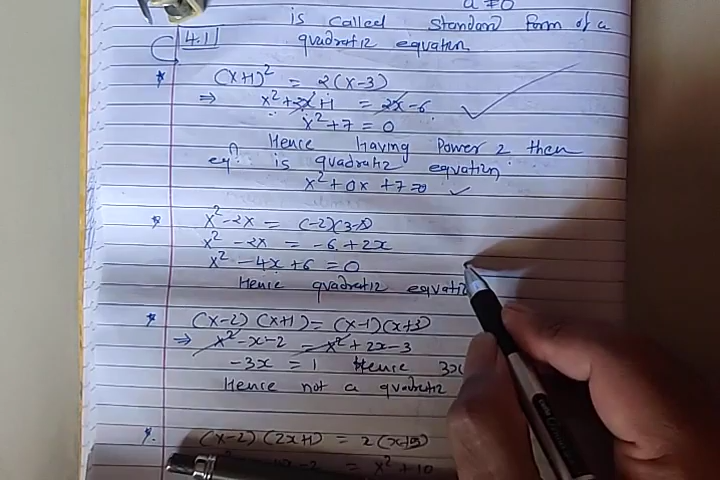 a ≠ 0
is called standard form of a
4.1 quadratic equation
* (x+1)² = 2(x-3)
⇒ x²+2x+1 = 2x-6
x²+7 = 0
Hence having Power 2 then
eqn. is quadratic equation
x² + 0x + 7 = 0
* x²-2x = (-2)(3-x)
x² - 2x = -6 + 2x
x² - 4x + 6 = 0
Hence quadratic
* (x-2)(x+1) = (x-1)(x+3)
⇒ x²-x-2 = x²+2x-3
-3x = 1 Hence
Hence not a
*. (x-2)(2x+1) = 2(x+5)
= x²+10